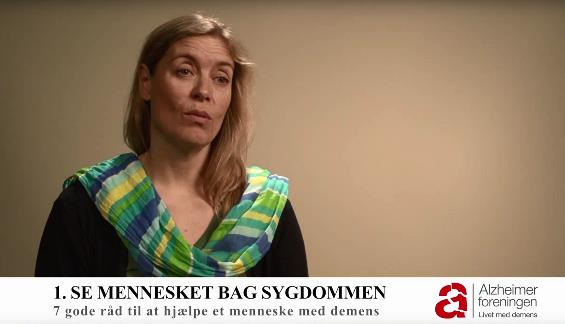 1. SE MENNESKET BAG SYGDOMMEN
7 gode råd til at hjælpe et menneske med demens
Alzheimer
foreningen
Livet med demens